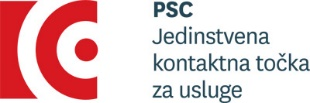 PSC
Jedinstvena
kontaktna točka
za usluge